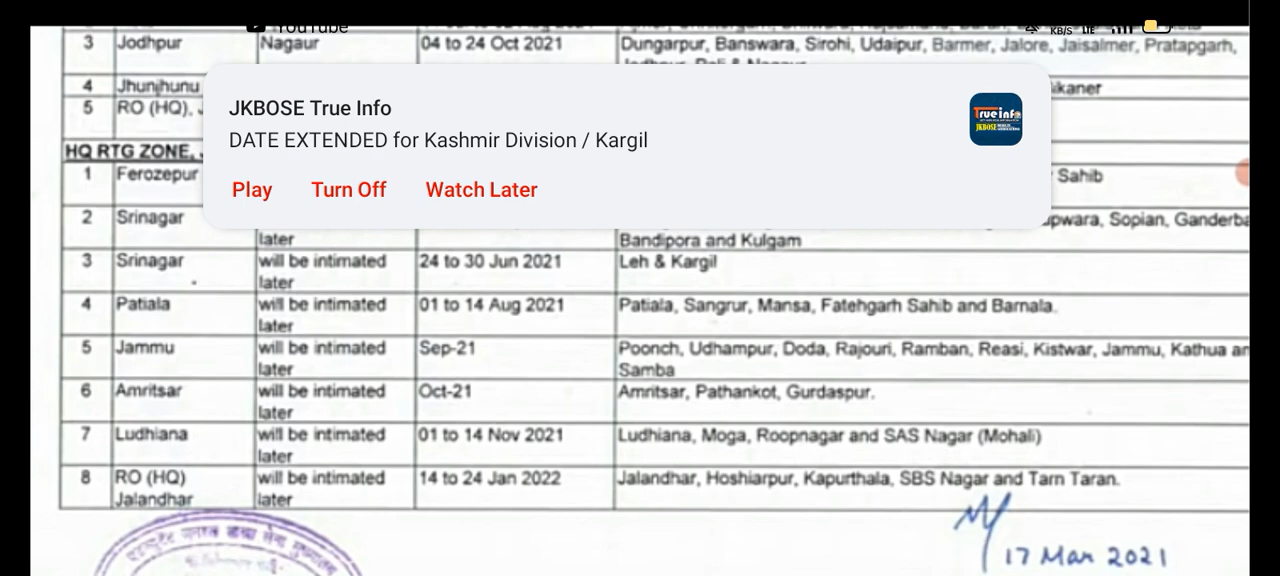 YouTube
KB/S LTE
3 Jodhpur Nagaur 04 to 24 Oct 2021 Dungarpur, Banswara, Sirohi, Udaipur, Barmer, Jalore, Jaisalmer, Pratapgarh,
4 Jhunjhunu
5 RO (HQ),
JKBOSE True Info
DATE EXTENDED for Kashmir Division / Kargil
Play Turn Off Watch Later
True info
JKBOSE
HQ RTG ZONE,
1 Ferozepur Sahib
2 Srinagar Sopian,
later Bandipora and Kulgam
3 Srinagar will be intimated 24 to 30 Jun 2021 Leh & Kargil
later
4 Patiala will be intimated 01 to 14 Aug 2021 Patiala, Sangrur, Mansa, Fatehgarh Sahib and Barnala.
later
5 Jammu will be intimated Sep-21 Poonch, Udhampur, Doda, Rajouri, Ramban, Reasi, Kistwar, Jammu, Kathua
later Samba
6 Amritsar will be intimated Oct-21 Amritsar, Pathankot, Gurdaspur.
later
7 Ludhiana will be intimated 01 to 14 Nov 2021 Ludhiana, Moga, Roopnagar and SAS Nagar (Mohali)
later
8 RO (HQ) will be intimated 14 to 24 Jan 2022 Jalandhar, Hoshiarpur, Kapurthala, SBS Nagar and Tarn Taran.
Jalandhar later
17 Mar 2021